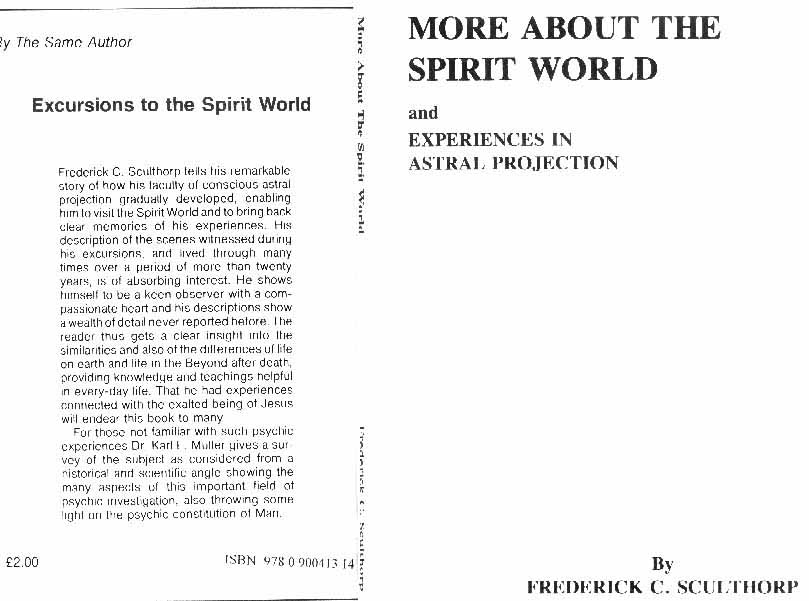 By The Same Author
Excursions to the Spirit World
Frederick C. Sculthorp tells his remarkable
story of how his faculty of conscious astral
projection gradually developed, enabling
him to visit the Spirit World and to bring back
clear memories of his experiences. His
description of the scenes witnessed during
his excursions, and lived through many
times over a period of more than twenty
years, is of absorbing interest. He shows
himself to be a keen observer with a com-
passionate heart and his descriptions show
a wealth of detail never reported before. The
reader thus gets a clear insight into the
similarities and also of the differences of life
on earth and life in the Beyond after death,
providing knowledge and teachings helpful
in every-day life. That he had experiences
connected with the exalted being of Jesus
will endear this book to many
For those not familiar with such psychic
experiences Dr. Karl E. Muller gives a sur-
vey of the subject as considered from a
historical and scientific angle showing the
many aspects of this important field of
psychic investigation, also throwing some
light on the psychic constitution of Man.
£2.00
ISBN 978 0 900413 14
More About The Spirit World
Frederick C. Sculthorp
MORE ABOUT THE
SPIRIT WORLD
and
EXPERIENCES IN
ASTRAL PROJECTION
By
FREDERICK C. SCULTHORP